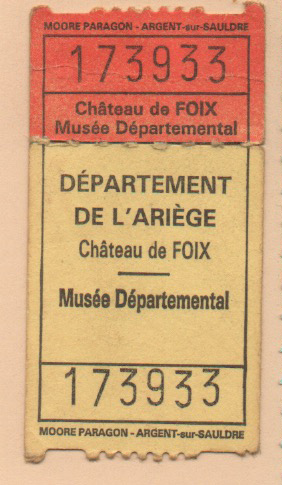 MOORE PARAGON - ARGENT-sur-SAULDRE
173933
Château de FOIX
Musée Départemental
DÉPARTEMENT
DE L'ARIÈGE
Château de FOIX
Musée Départemental
173933
MOORE PARAGON - ARGENT-sur-SAULDRE